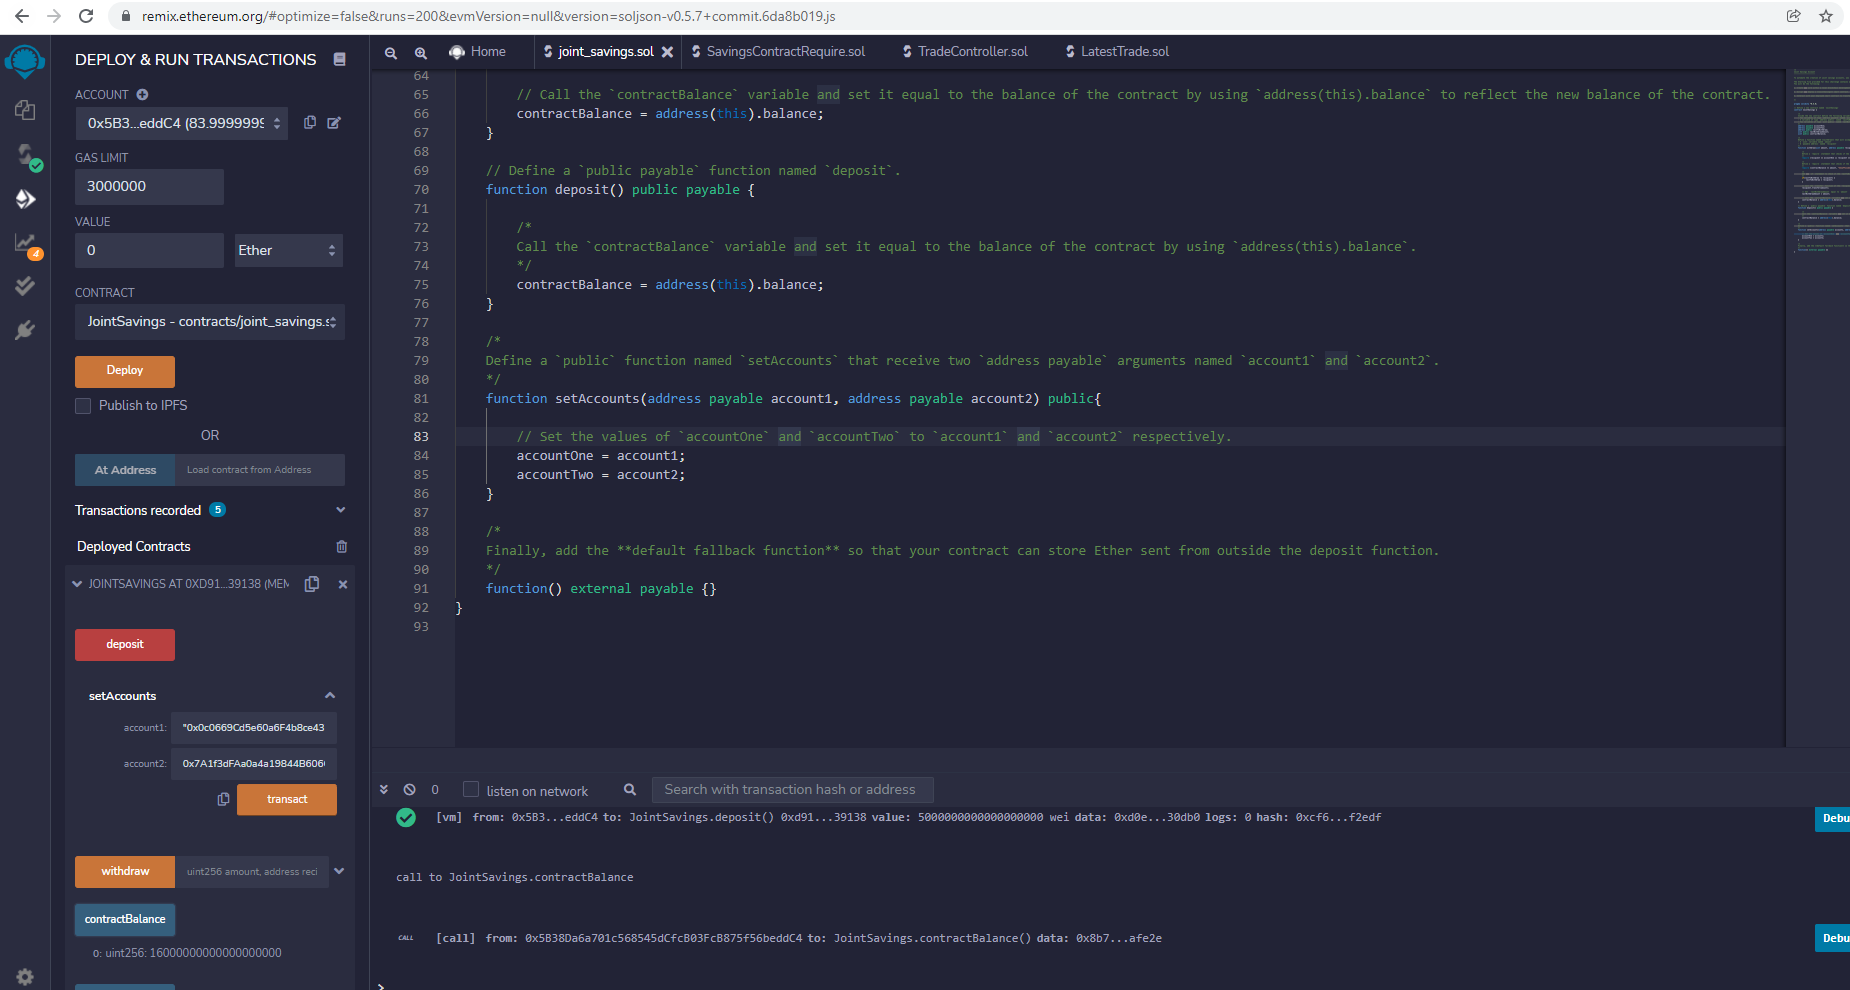 remix.ethereum.org/#optimize=false&runs=200&evmVersion=null&version=soljson-v0.5.7+commit.6da8b019.js
DEPLOY & RUN TRANSACTIONS
ACCOUNT
0x5B3...eddC4 (83.9999999
GAS LIMIT
3000000
VALUE
0
Ether
CONTRACT
JointSavings - contracts/joint_savings.s
Deploy
Publish to IPFS
OR
At Address
Load contract from Address
Transactions recorded 5
Deployed Contracts
JOINTSAVINGS AT 0XD91...39138 (MEM
deposit
setAccounts
account1: "0x0c0669Cd5e60a6F4b8ce43
account2: 0x7A1f3dFAa0a4a19844B606
transact
withdraw
uint256 amount, address reci
contractBalance
0: uint256: 16000000000000000000
4
Home
joint_savings.sol
SavingsContractRequire.sol
TradeController.sol
LatestTrade.sol
64
65 // Call the `contractBalance` variable and set it equal to the balance of the contract by using `address(this).balance` to reflect the new balance of the contract.
66 contractBalance = address(this).balance;
67 }
68
69 // Define a `public payable` function named `deposit`.
70 function deposit() public payable {
71
72 /*
73 Call the `contractBalance` variable and set it equal to the balance of the contract by using `address(this).balance`.
74 */
75 contractBalance = address(this).balance;
76 }
77
78 /*
79 Define a `public` function named `setAccounts` that receive two `address payable` arguments named `account1` and `account2`.
80 */
81 function setAccounts(address payable account1, address payable account2) public{
82
83 // Set the values of `accountOne` and `accountTwo` to `account1` and `account2` respectively.
84 accountOne = account1;
85 accountTwo = account2;
86 }
87
88 /*
89 Finally, add the **default fallback function** so that your contract can store Ether sent from outside the deposit function.
90 */
91 function() external payable {}
92 }
93
0
listen on network
Search with transaction hash or address
[vm] from: 0x5B3...eddC4 to: JointSavings.deposit() 0xd91...39138 value: 5000000000000000000 wei data: 0xd0e...30db0 logs: 0 hash: 0xcf6...f2edf
Debu
call to JointSavings.contractBalance
CALL [call] from: 0x5B38Da6a701c568545dCfcB03FcB875f56beddC4 to: JointSavings.contractBalance() data: 0x8b7...afe2e
Debu
>